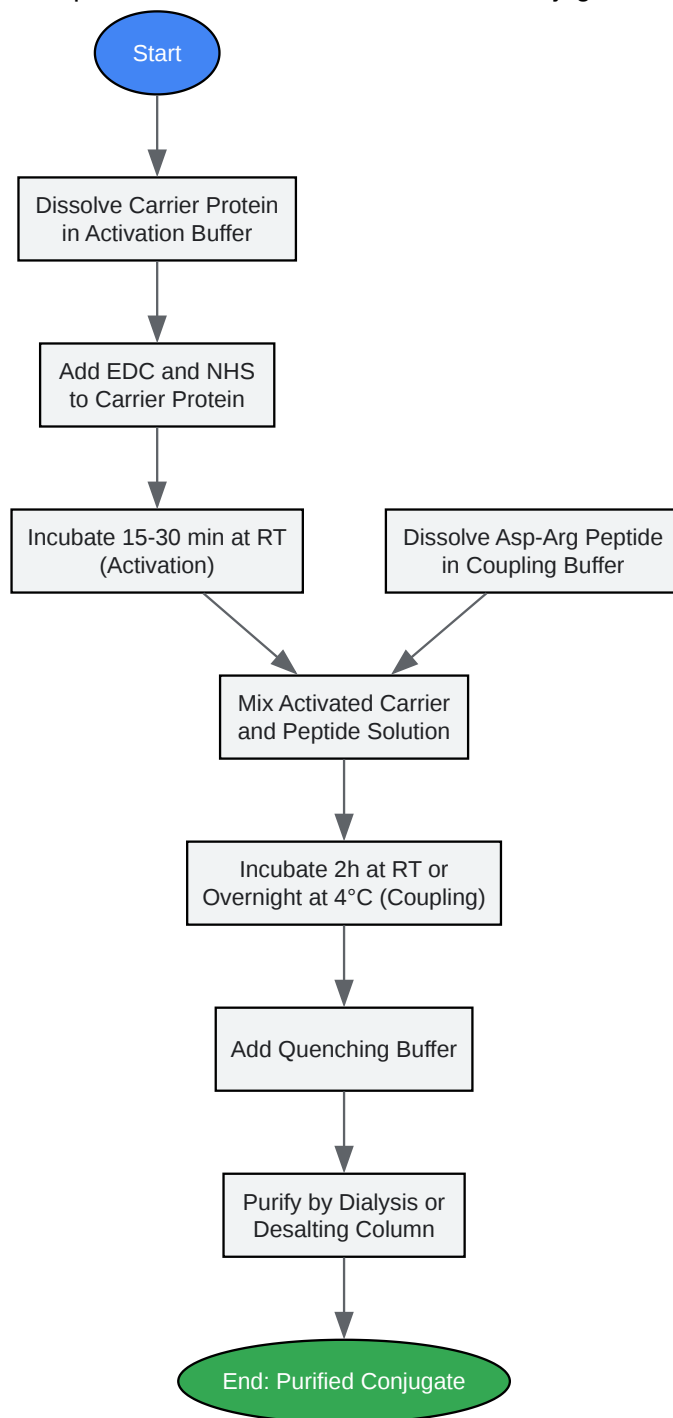 Start
Dissolve Carrier Protein
in Activation Buffer
Add EDC and NHS
to Carrier Protein
Incubate 15-30 min at RT
(Activation)
Dissolve Asp-Arg Peptide
in Coupling Buffer
Mix Activated Carrier
and Peptide Solution
Incubate 2h at RT or
Overnight at 4°C (Coupling)
Add Quenching Buffer
Purify by Dialysis or
Desalting Column
End: Purified Conjugate